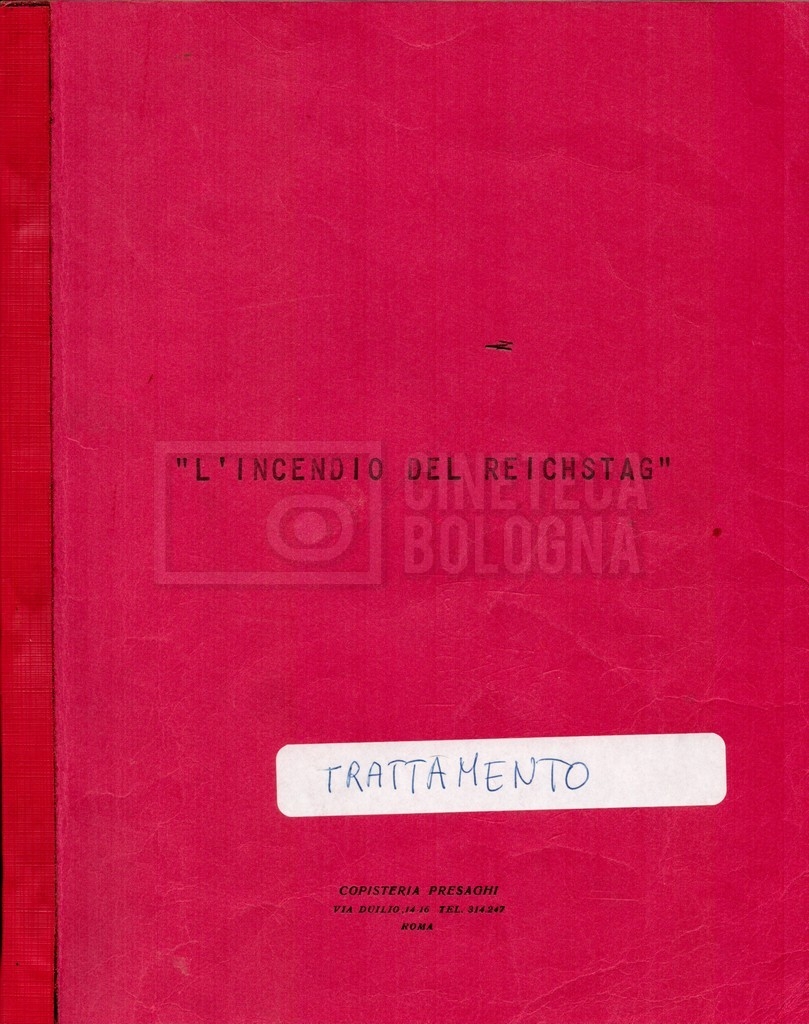 "L'INCENDIO DEL REICHSTAG"
CINETECA
BOLOGNA
TRATTAMENTO
COPISTERIA PRESAGHI
VIA DUILIO, 14-16 TEL. 314.247
ROMA